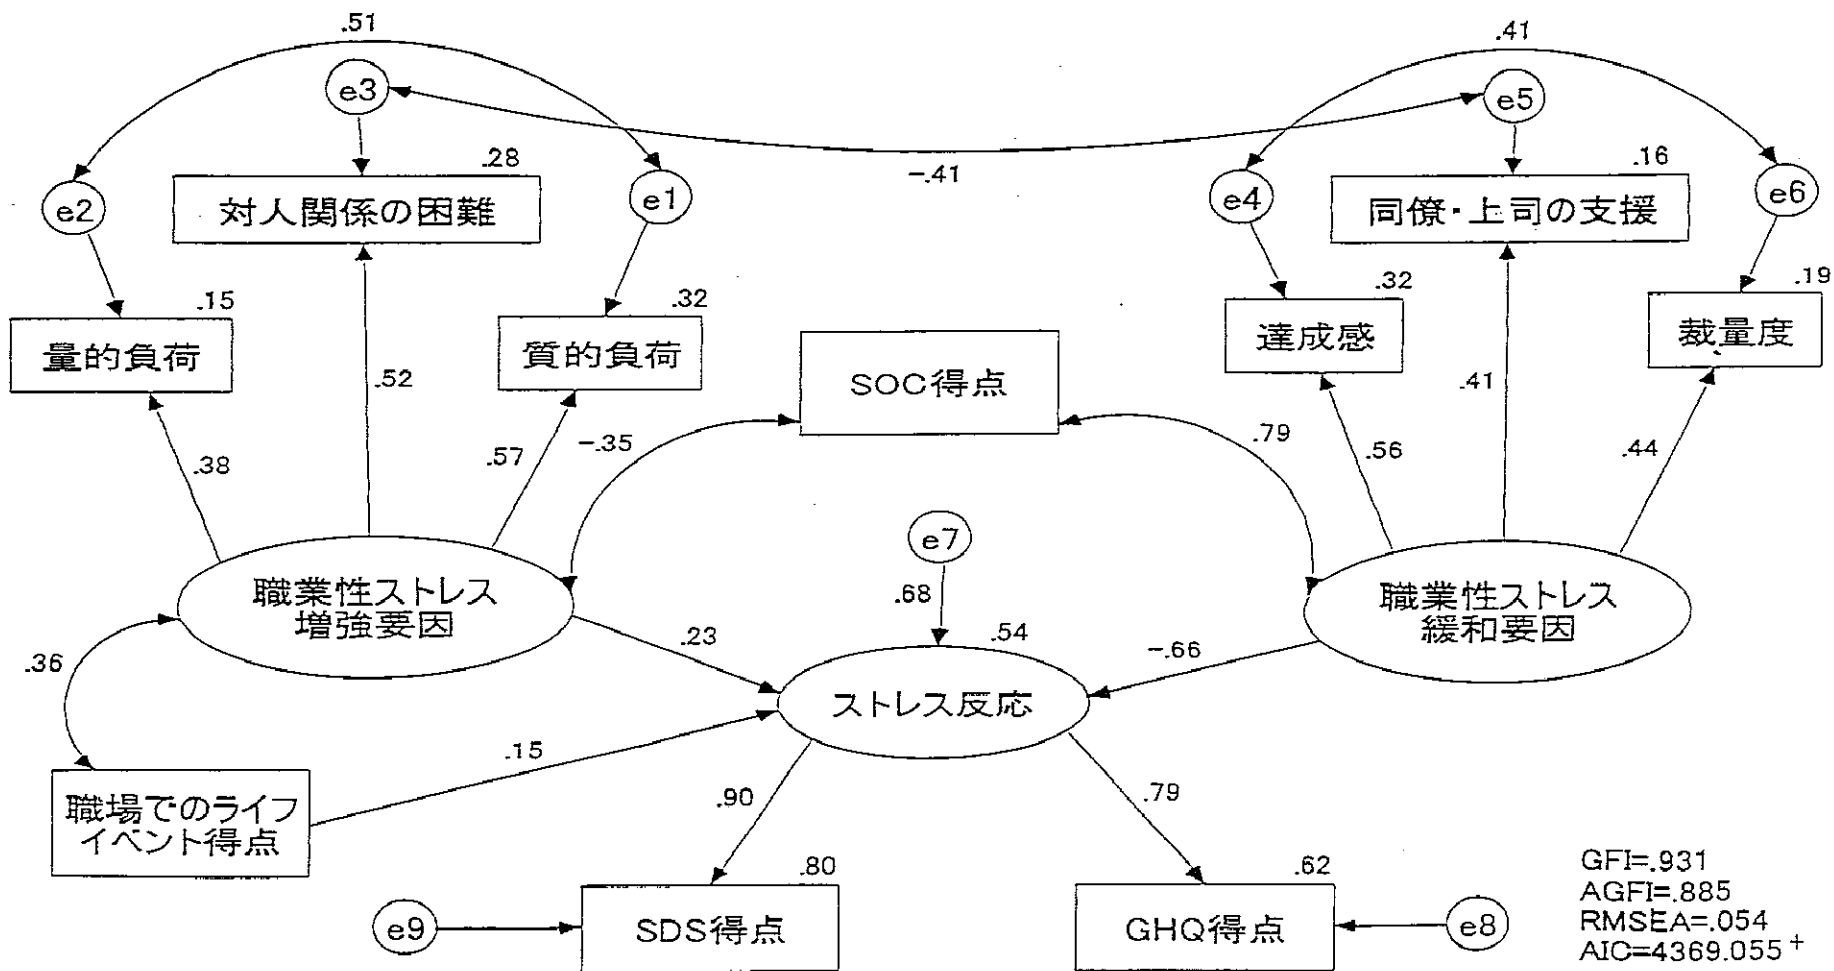 .51
.41
e3
e5
-.41
.28
.16
e2
対人関係の困難
e1
e4
同僚・上司の支援
e6
.15
.32
.32
.19
量的負荷
質的負荷
達成感
裁量度
SOC得点
.52
.41
.38
.57
-.35
.79
.56
.44
e7
.68
.54
職業性ストレス
増強要因
職業性ストレス
緩和要因
.36
.23
-.66
ストレス反応
.15
職場でのライフ
イベント得点
.90
.79
.80
.62
e9
SDS得点
GHQ得点
e8
GFI=.931
AGFI=.885
RMSEA=.054
AIC=4369.055+